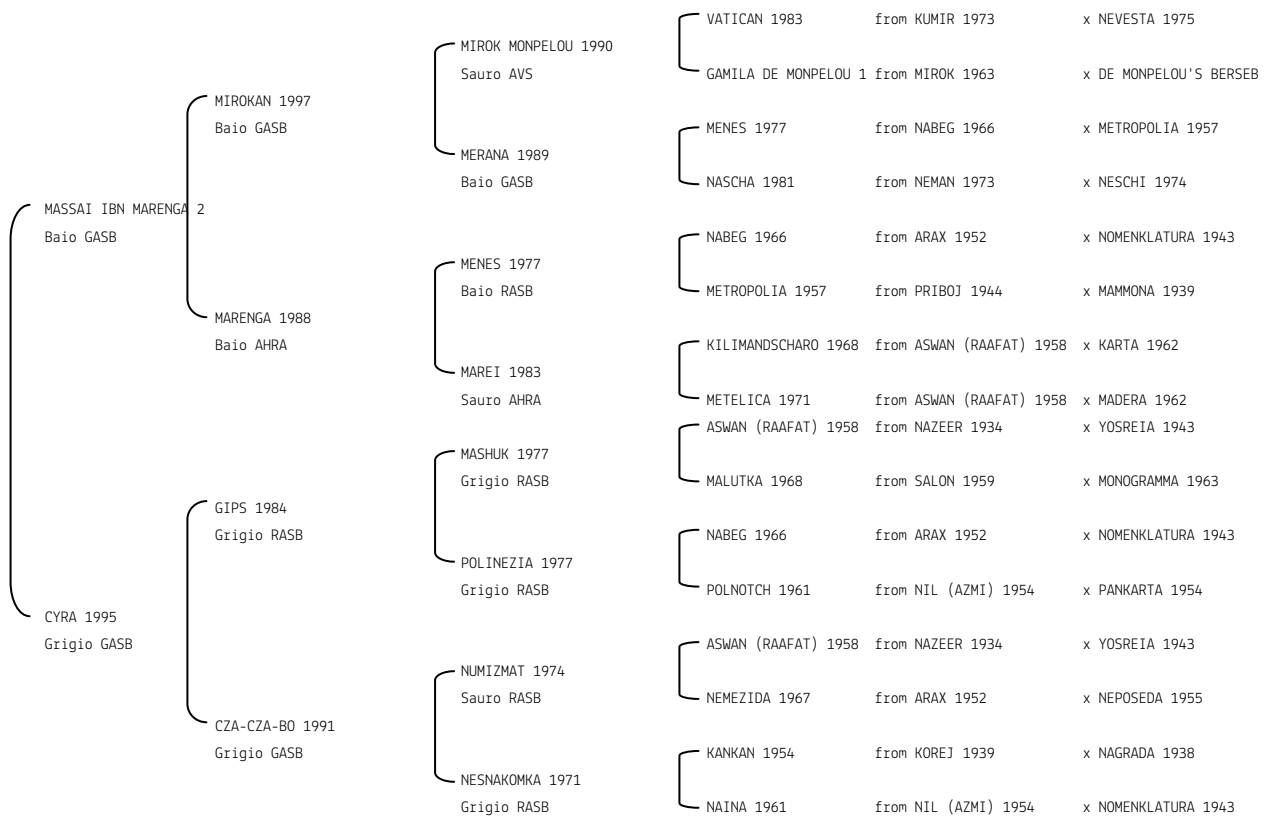 VATICAN 1983 from KUMIR 1973 x NEVESTA 1975
MIROK MONPELOU 1990
Sauro AVS
GAMILA DE MONPELOU 1 from MIROK 1963 x DE MONPELOU'S BERSEB
MIROKAN 1997
Baio GASB
MENES 1977 from NABEG 1966 x METROPOLIA 1957
MERANA 1989
Baio GASB
NASCHA 1981 from NEMAN 1973 x NESCHI 1974
MASSAI IBN MARENGA 2
Baio GASB
NABEG 1966 from ARAX 1952 x NOMENKLATURA 1943
MENES 1977
Baio RASB
METROPOLIA 1957 from PRIBOJ 1944 x MAMMONA 1939
MARENGA 1988
Baio AHRA
KILIMANDSCHARO 1968 from ASWAN (RAAFAT) 1958 x KARTA 1962
MAREI 1983
Sauro AHRA
METELICA 1971 from ASWAN (RAAFAT) 1958 x MADERA 1962
ASWAN (RAAFAT) 1958 from NAZEER 1934 x YOSREIA 1943
MASHUK 1977
Grigio RASB
MALUTKA 1968 from SALON 1959 x MONOGRAMMA 1963
GIPS 1984
Grigio RASB
NABEG 1966 from ARAX 1952 x NOMENKLATURA 1943
POLINEZIA 1977
Grigio RASB
POLNOTCH 1961 from NIL (AZMI) 1954 x PANKARTA 1954
CYRA 1995
Grigio GASB
ASWAN (RAAFAT) 1958 from NAZEER 1934 x YOSREIA 1943
NUMIZMAT 1974
Sauro RASB
NEMEZIDA 1967 from ARAX 1952 x NEPOSEDA 1955
CZA-CZA-BO 1991
Grigio GASB
KANKAN 1954 from KOREJ 1939 x NAGRADA 1938
NESNAKOMKA 1971
Grigio RASB
NAINA 1961 from NIL (AZMI) 1954 x NOMENKLATURA 1943